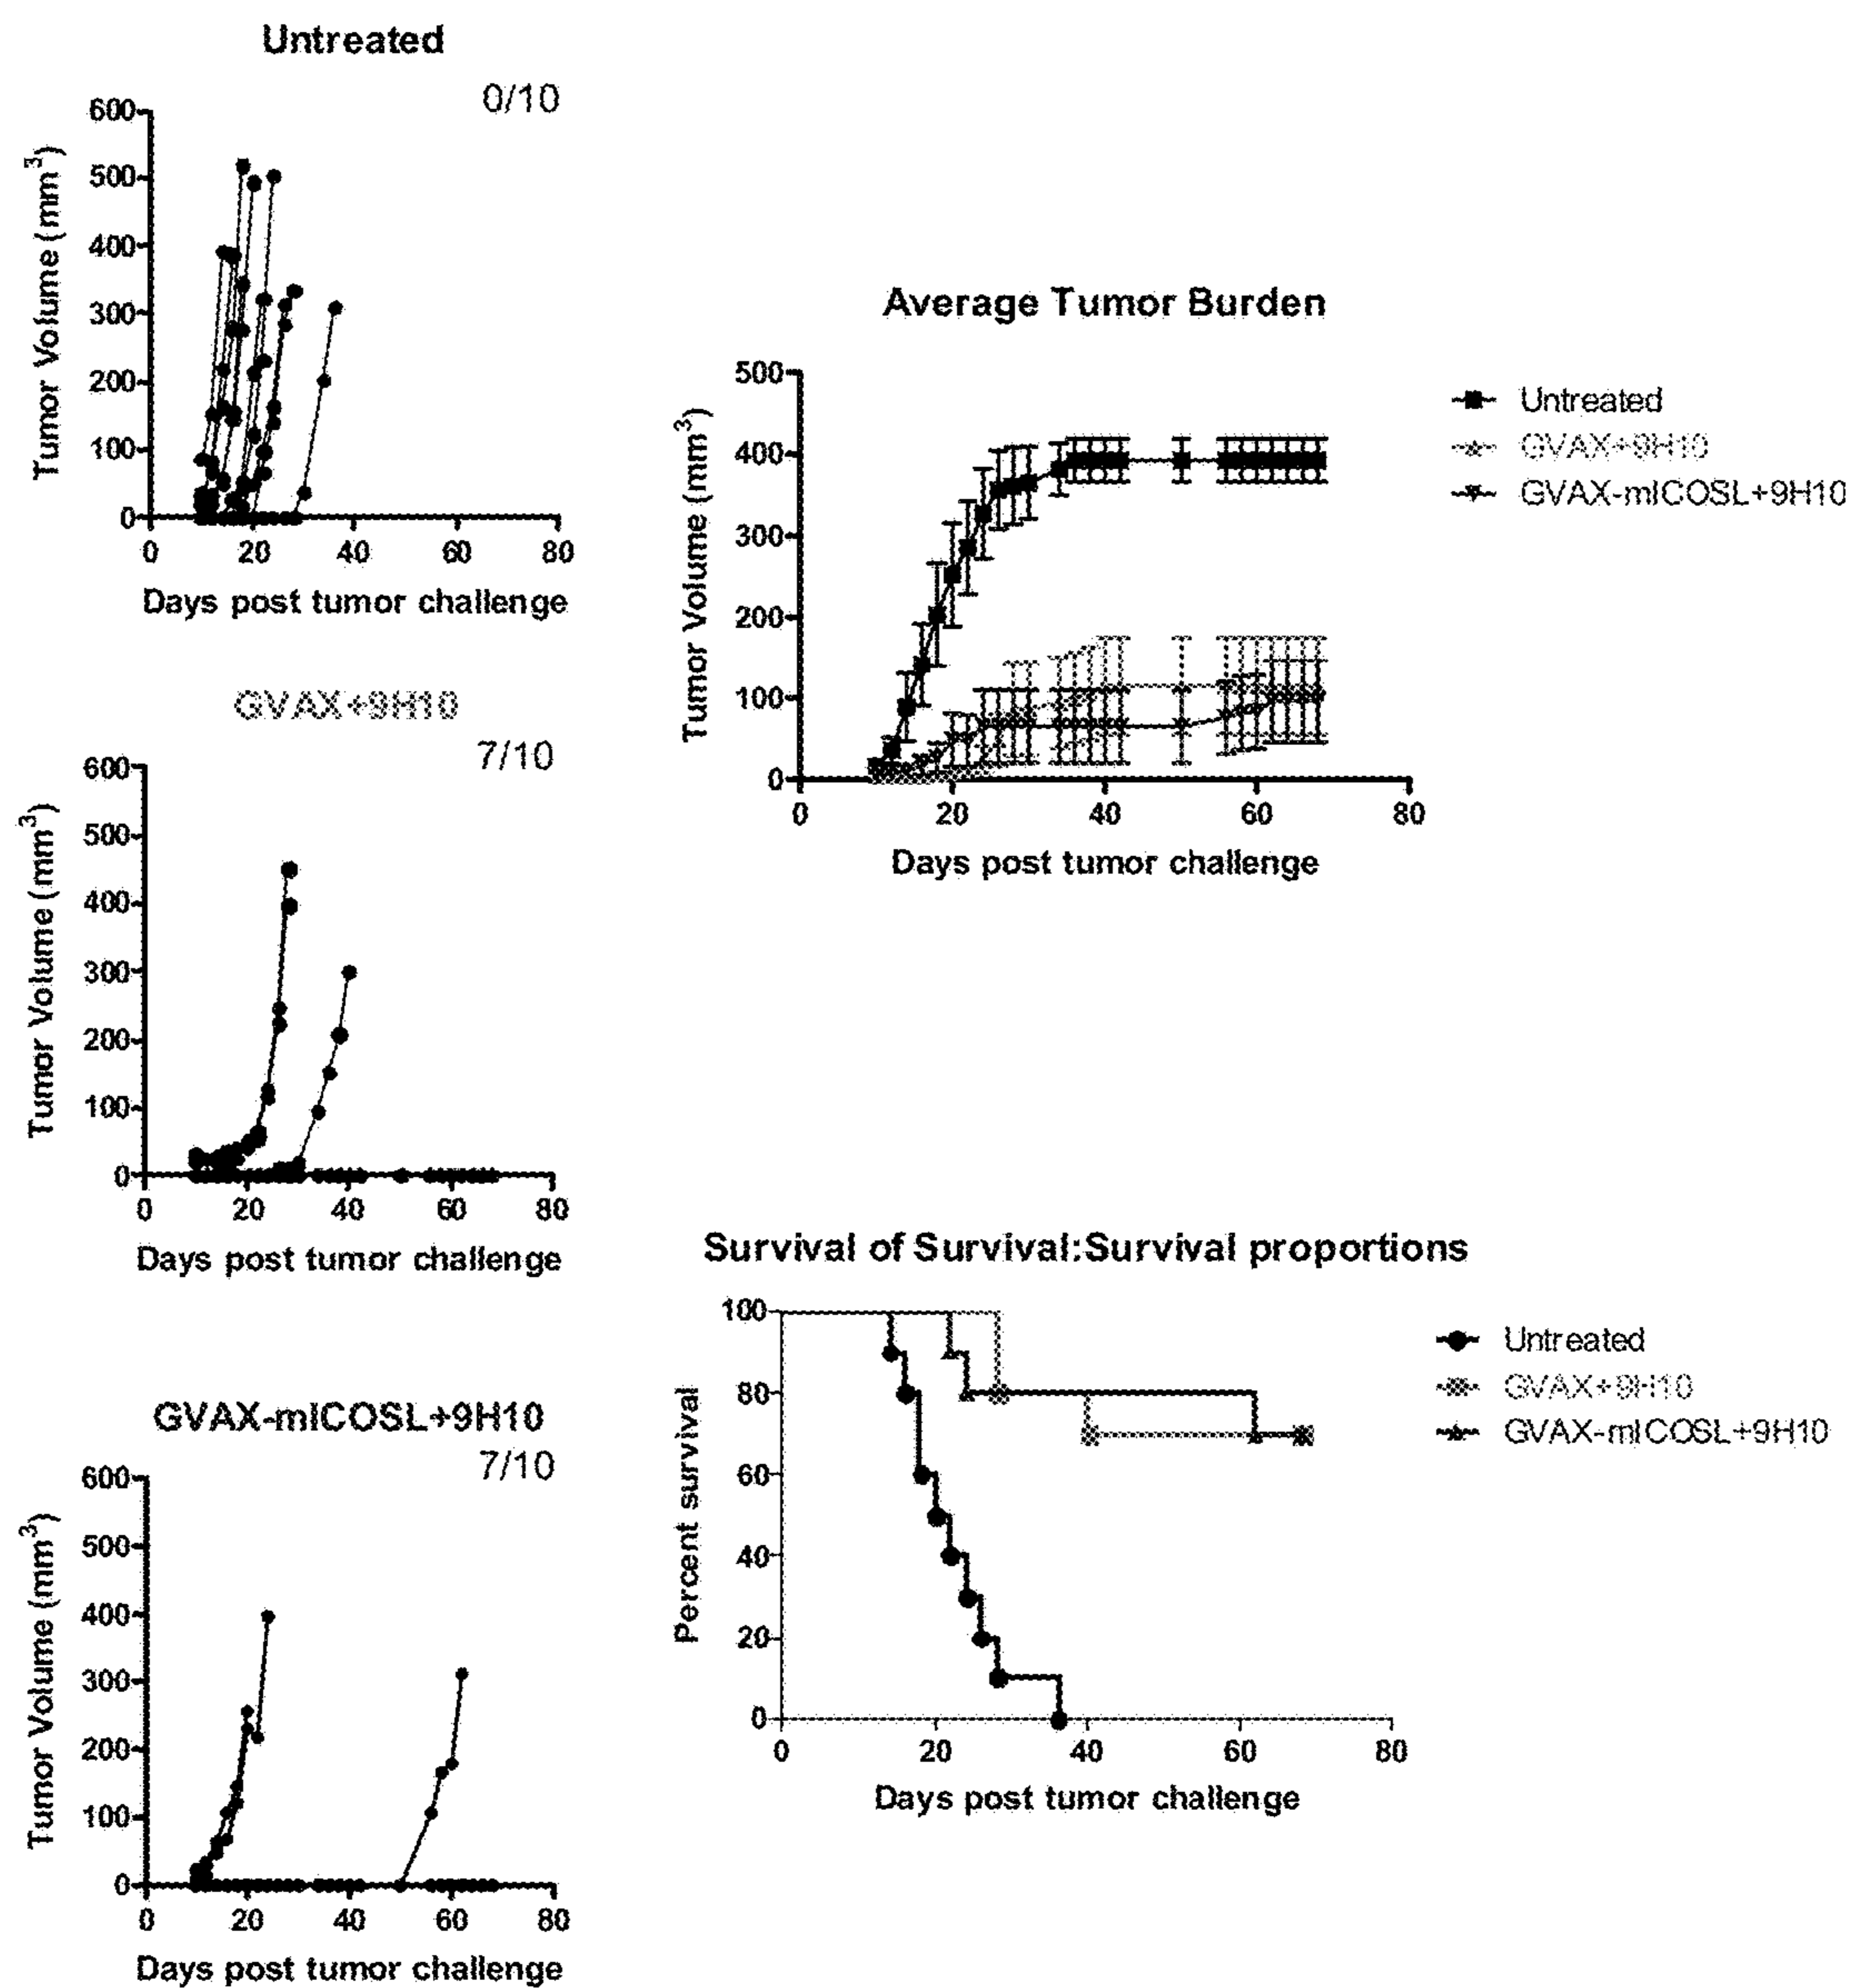 Untreated
0/10
600
500
400
300
200
100
0
Tumor Volume (mm³)
0 20 40 60 80
Days post tumor challenge
GVAX+9H10
7/10
600
500
400
300
200
100
0
Tumor Volume (mm³)
0 20 40 60 80
Days post tumor challenge
GVAX-mICOSL+9H10
7/10
600
500
400
300
200
100
0
Tumor Volume (mm³)
0 20 40 60 80
Days post tumor challenge
Average Tumor Burden
500
400
300
200
100
0
Tumor Volume (mm³)
0 20 40 60 80
Days post tumor challenge
Untreated
GVAX+9H10
GVAX-mICOSL+9H10
Survival of Survival:Survival proportions
100
80
60
40
20
0
Percent survival
0 20 40 60 80
Days post tumor challenge
Untreated
GVAX+9H10
GVAX-mICOSL+9H10